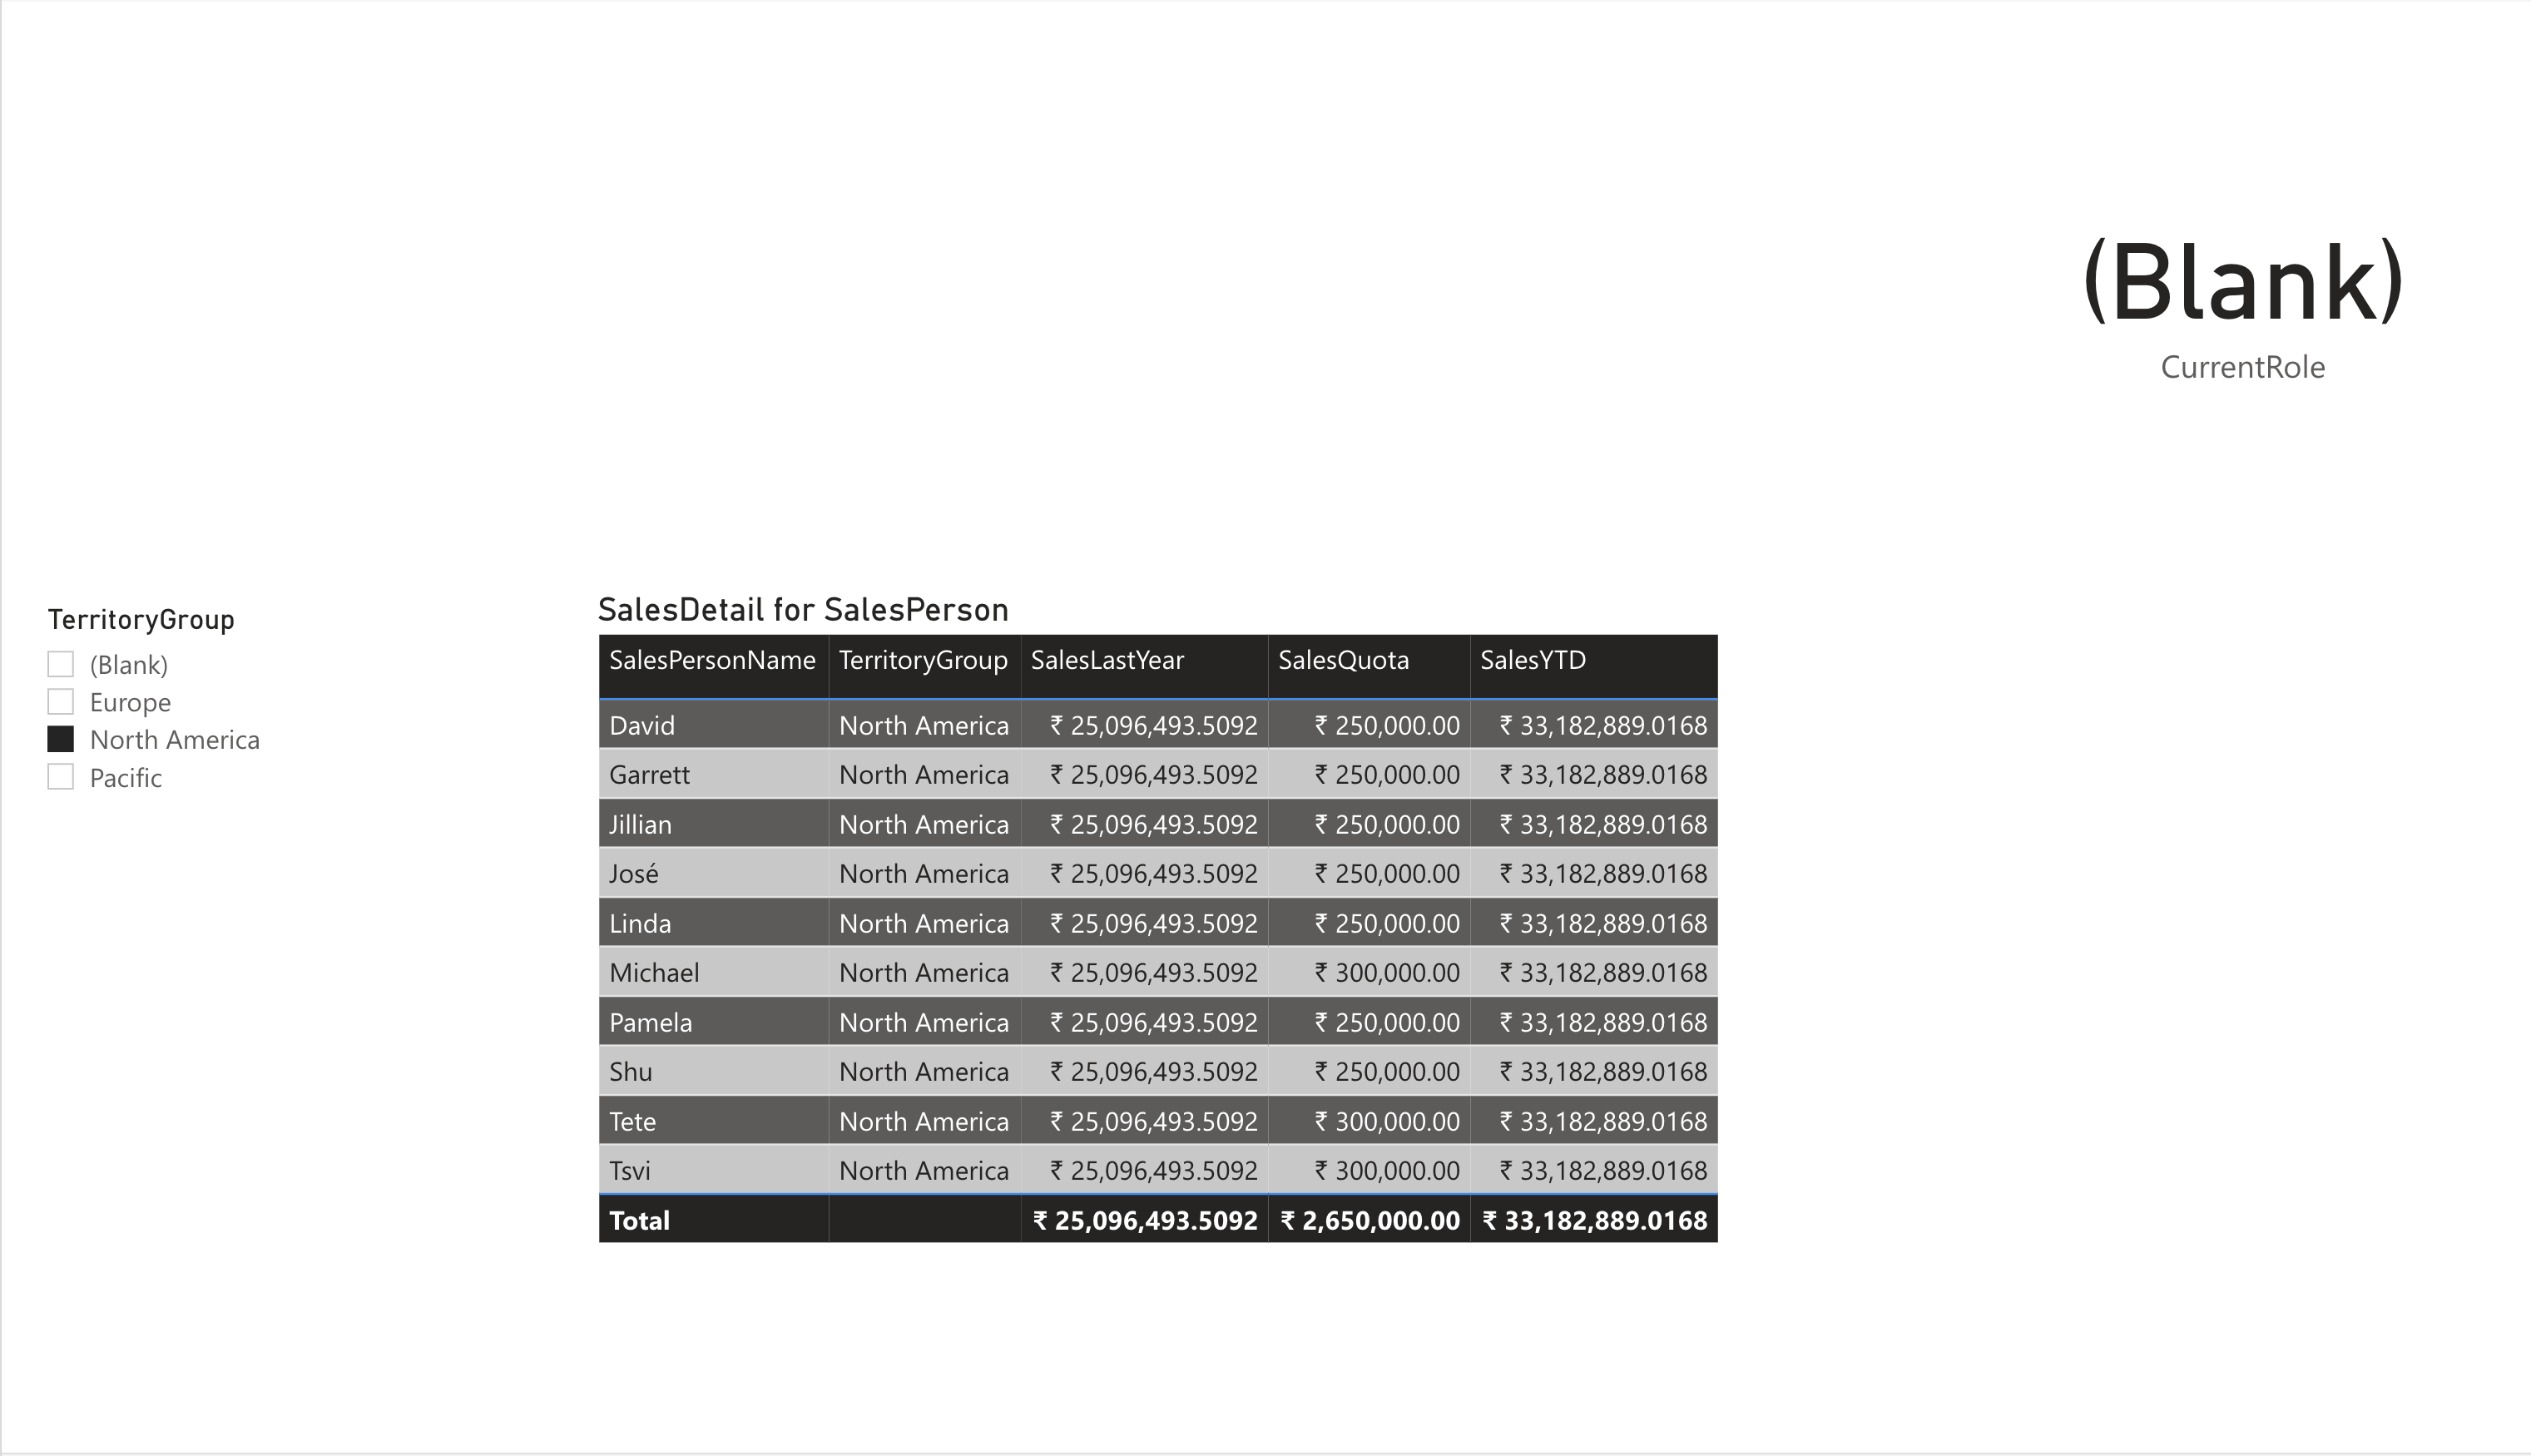 (Blank)
CurrentRole
TerritoryGroup
(Blank)
Europe
North America
Pacific
SalesDetail for SalesPerson
SalesPersonName TerritoryGroup SalesLastYear SalesQuota SalesYTD
David North America ₹ 25,096,493.5092 ₹ 250,000.00 ₹ 33,182,889.0168
Garrett North America ₹ 25,096,493.5092 ₹ 250,000.00 ₹ 33,182,889.0168
Jillian North America ₹ 25,096,493.5092 ₹ 250,000.00 ₹ 33,182,889.0168
José North America ₹ 25,096,493.5092 ₹ 250,000.00 ₹ 33,182,889.0168
Linda North America ₹ 25,096,493.5092 ₹ 250,000.00 ₹ 33,182,889.0168
Michael North America ₹ 25,096,493.5092 ₹ 300,000.00 ₹ 33,182,889.0168
Pamela North America ₹ 25,096,493.5092 ₹ 250,000.00 ₹ 33,182,889.0168
Shu North America ₹ 25,096,493.5092 ₹ 250,000.00 ₹ 33,182,889.0168
Tete North America ₹ 25,096,493.5092 ₹ 300,000.00 ₹ 33,182,889.0168
Tsvi North America ₹ 25,096,493.5092 ₹ 300,000.00 ₹ 33,182,889.0168
Total ₹ 25,096,493.5092 ₹ 2,650,000.00 ₹ 33,182,889.0168